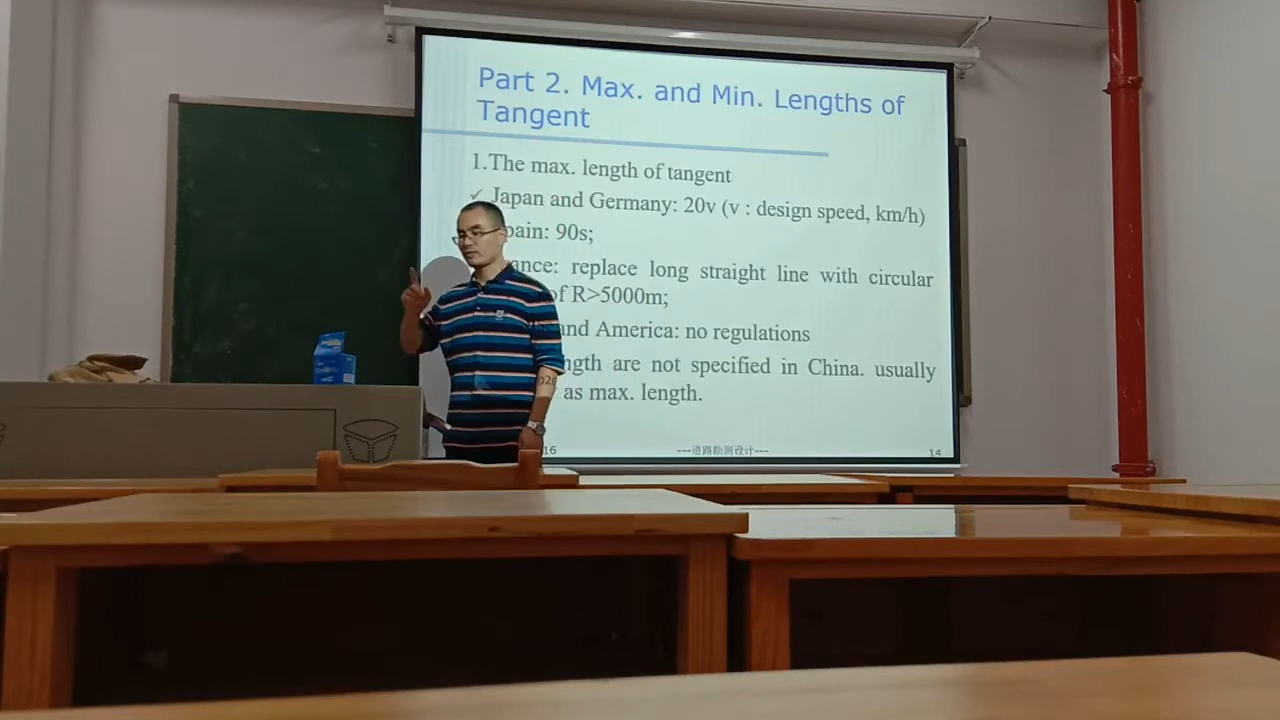 Part 2. Max. and Min. Lengths of
Tangent
1.The max. length of tangent
✓ Japan and Germany: 20v (v : design speed, km/h)
pain: 90s;
ance: replace long straight line with circular
of R>5000m;
and America: no regulations
ngth are not specified in China. usually
as max. length.
16 ---道路勘测设计--- 14